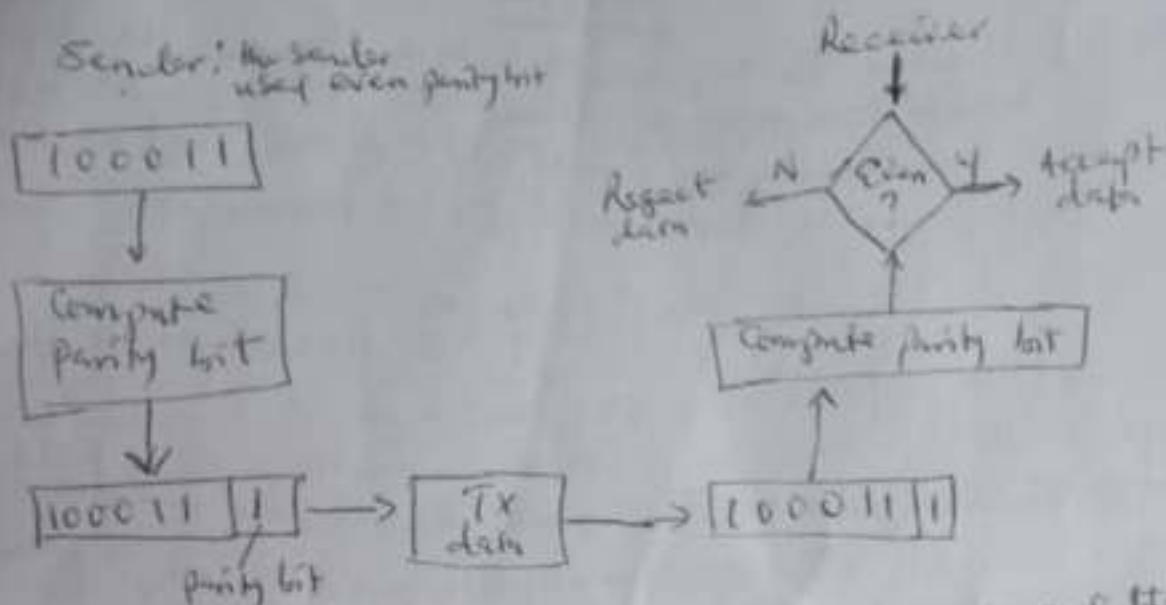 Sender: the sender
used even parity bit
100011
Compute
parity bit
100011 1
parity bit
Tx
data
100011 1
Compute parity bit
Even
?
N
Reject
data
Y
Accept
data
Receiver